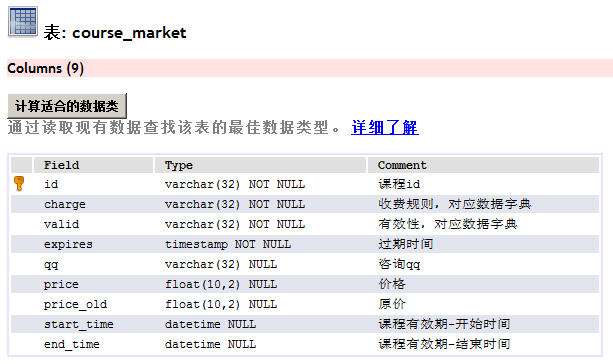 表: course_market
Columns (9)
计算适合的数据类
通过读取现有数据查找该表的最佳数据类型。 详细了解
Field Type Comment
id varchar(32) NOT NULL 课程id
charge varchar(32) NOT NULL 收费规则，对应数据字典
valid varchar(32) NOT NULL 有效性，对应数据字典
expires timestamp NOT NULL 过期时间
qq varchar(32) NULL 咨询qq
price float(10,2) NULL 价格
price_old float(10,2) NULL 原价
start_time datetime NULL 课程有效期-开始时间
end_time datetime NULL 课程有效期-结束时间